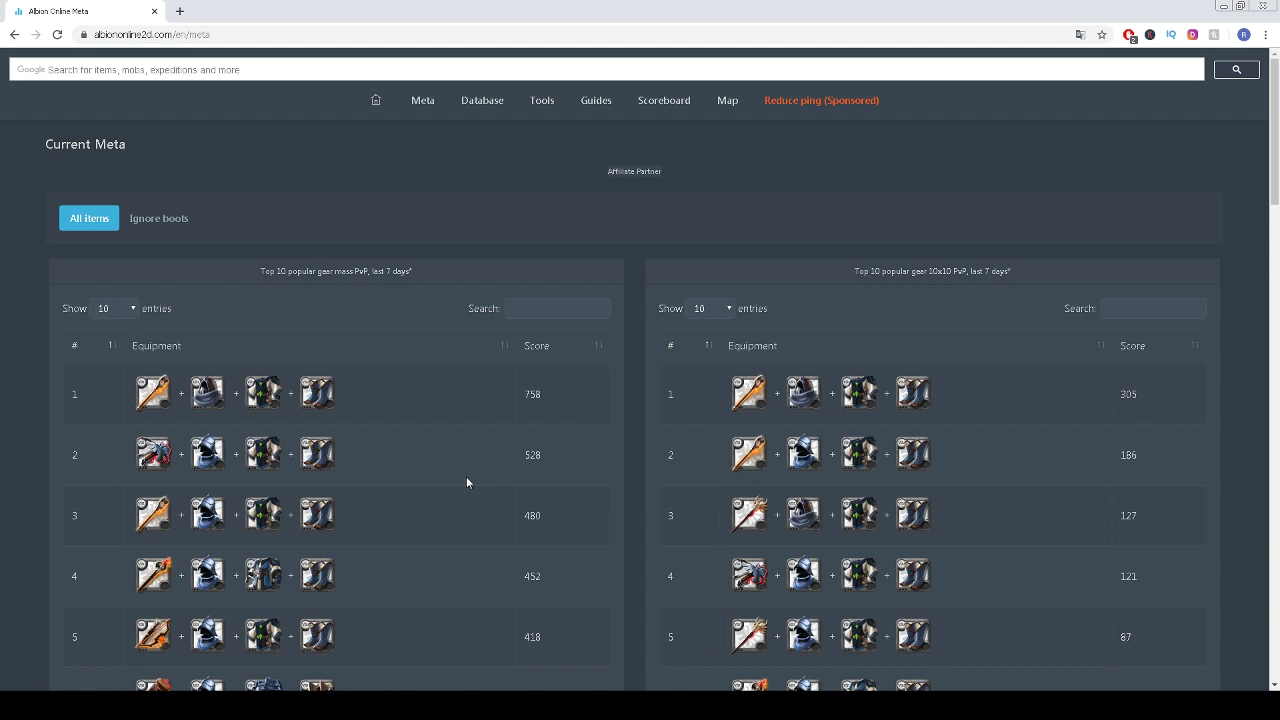 Albion Online Meta
albiononline2d.com/en/meta
IQ
R
Google Search for items, mobs, expeditions and more
Meta Database Tools Guides Scoreboard Map Reduce ping (Sponsored)
Current Meta
Affiliate Partner
All items Ignore boots
Top 10 popular gear mass PvP, last 7 days*
Show 10 entries Search:
# Equipment Score
1 + + + 758
2 + + + 528
3 + + + 480
4 + + + 452
5 + + + 418
Top 10 popular gear 10x10 PvP, last 7 days*
Show 10 entries Search:
# Equipment Score
1 + + + 305
2 + + + 186
3 + + + 127
4 + + + 121
5 + + + 87